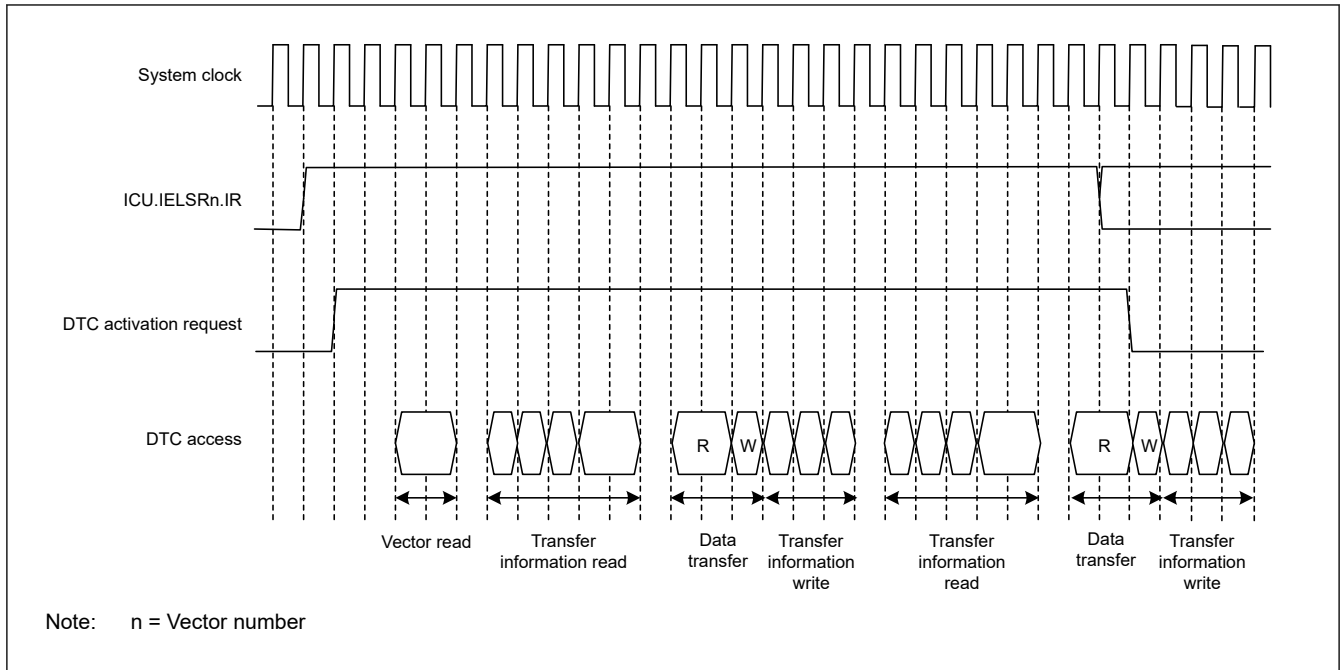 System clock
ICU.IELSRn.IR
DTC activation request
DTC access
R
W
R
W
Vector read
Transfer
information read
Data
transfer
Transfer
information
write
Transfer
information
read
Data
transfer
Transfer
information
write
Note: n = Vector number